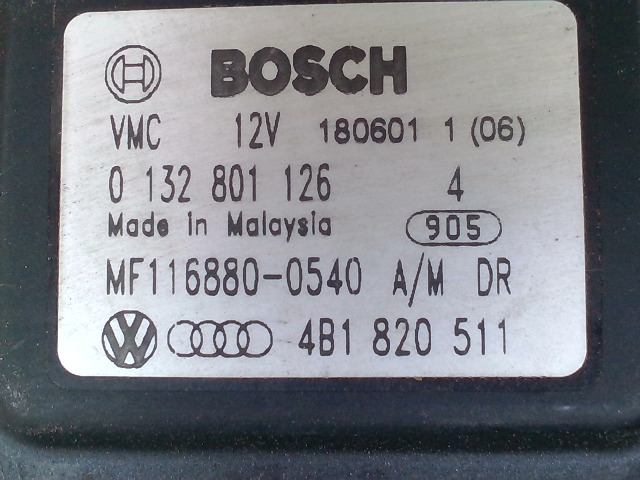 BOSCH
VMC 12V 180601 1 (06)
0 132 801 126 4
Made in Malaysia 905
MF116880-0540 A/M DR
VW 4B1 820 511